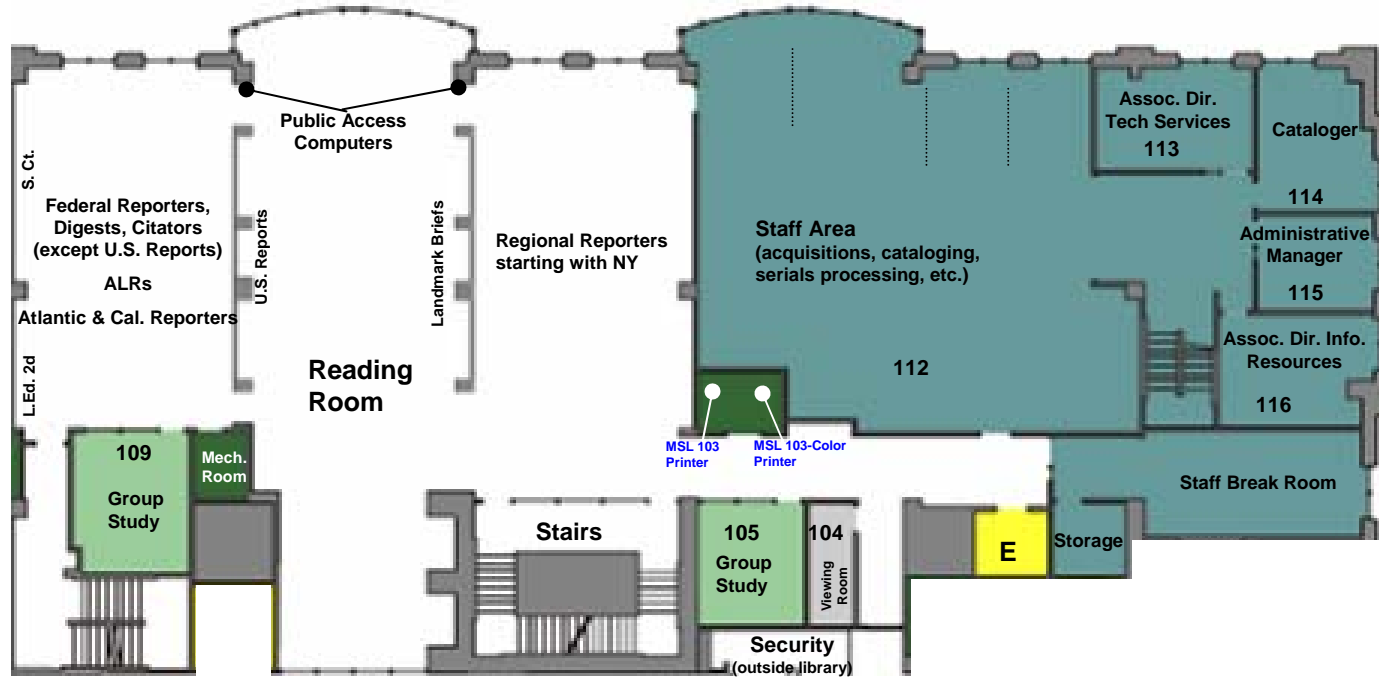 Public Access
Computers
S. Ct.
Federal Reporters,
Digests, Citators
(except U.S. Reports)
ALRs
Atlantic & Cal. Reporters
L.Ed. 2d
U.S. Reports
Landmark Briefs
Regional Reporters
starting with NY
Reading
Room
Staff Area
(acquisitions, cataloging,
serials processing, etc.)
112
Assoc. Dir.
Tech Services
113
Cataloger
114
Administrative
Manager
115
Assoc. Dir. Info.
Resources
116
MSL 103
Printer
MSL 103-Color
Printer
109
Group
Study
Mech.
Room
Stairs
105
Group
Study
104
Viewing
Room
E
Storage
Staff Break Room
Security
(outside library)